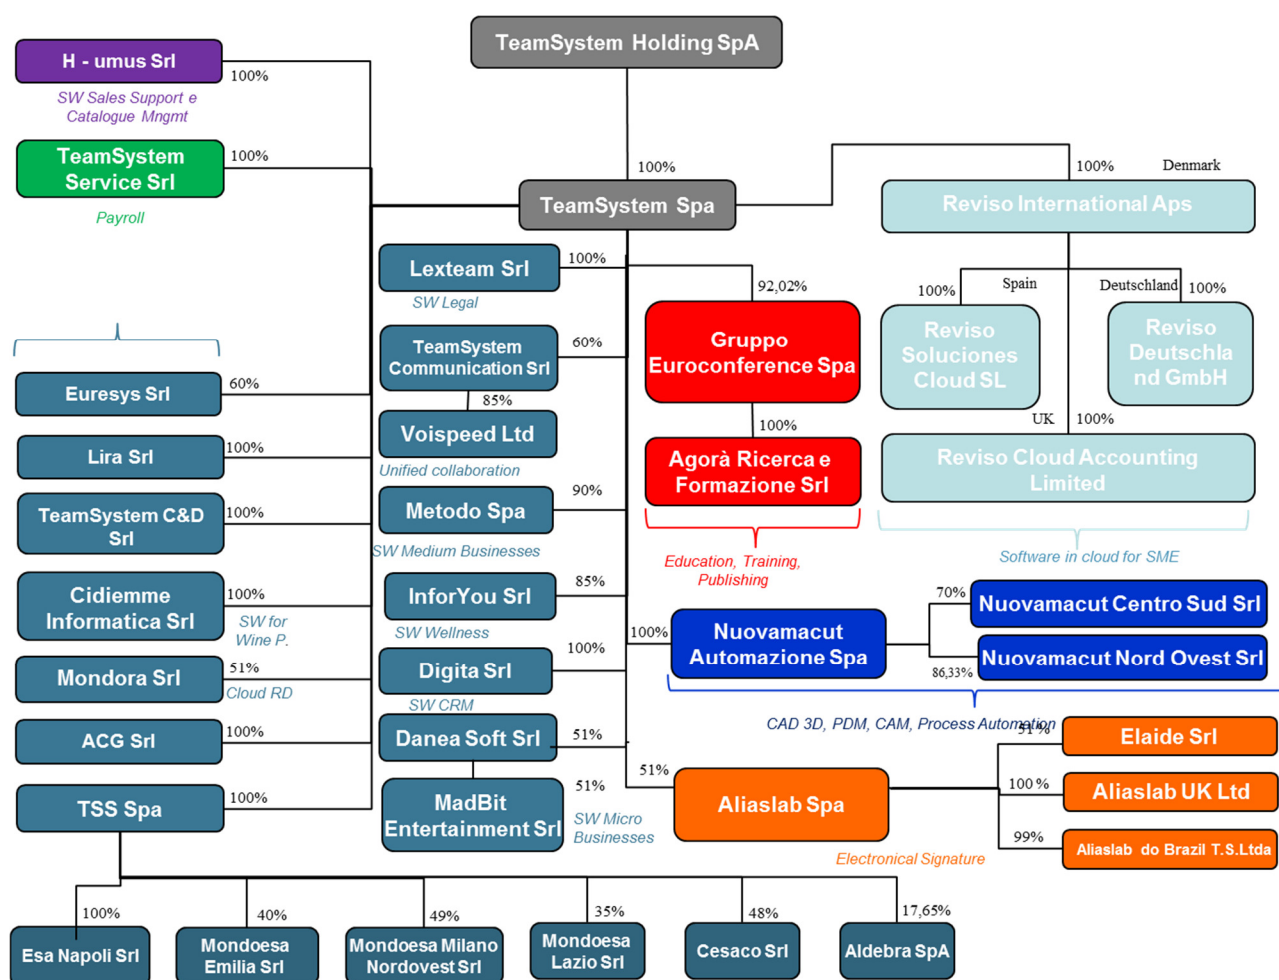 TeamSystem Holding SpA
H - umus Srl
100%
SW Sales Support e
Catalogue Mngmt
TeamSystem
Service Srl
100%
Payroll
100%
TeamSystem Spa
100%
Denmark
Reviso International Aps
Spain
100%
Reviso
Soluciones
Cloud SL
Deutschland
100%
Reviso
Deutschla
nd GmbH
UK
100%
Reviso Cloud Accounting
Limited
Software in cloud for SME
Lexteam Srl
100%
SW Legal
TeamSystem
Communication Srl
60%
85%
Voispeed Ltd
Unified collaboration
Metodo Spa
90%
SW Medium Businesses
InforYou Srl
85%
SW Wellness
Digita Srl
100%
SW CRM
Danea Soft Srl
51%
MadBit
Entertainment Srl
51%
SW Micro
Businesses
92,02%
Gruppo
Euroconference Spa
100%
Agorà Ricerca e
Formazione Srl
Education, Training,
Publishing
100%
Nuovamacut
Automazione Spa
70%
Nuovamacut Centro Sud Srl
86,33%
Nuovamacut Nord Ovest Srl
CAD 3D, PDM, CAM, Process Automation
51%
Aliaslab Spa
Electronical Signature
51 %
Elaide Srl
100 %
Aliaslab UK Ltd
99%
Aliaslab do Brazil T.S.Ltda
Euresys Srl
60%
Lira Srl
100%
TeamSystem C&D
Srl
100%
Cidiemme
Informatica Srl
100%
SW for
Wine P.
Mondora Srl
51%
Cloud RD
ACG Srl
100%
TSS Spa
100%
100%
Esa Napoli Srl
40%
Mondoesa
Emilia Srl
49%
Mondoesa Milano
Nordovest Srl
35%
Mondoesa
Lazio Srl
48%
Cesaco Srl
17,65%
Aldebra SpA